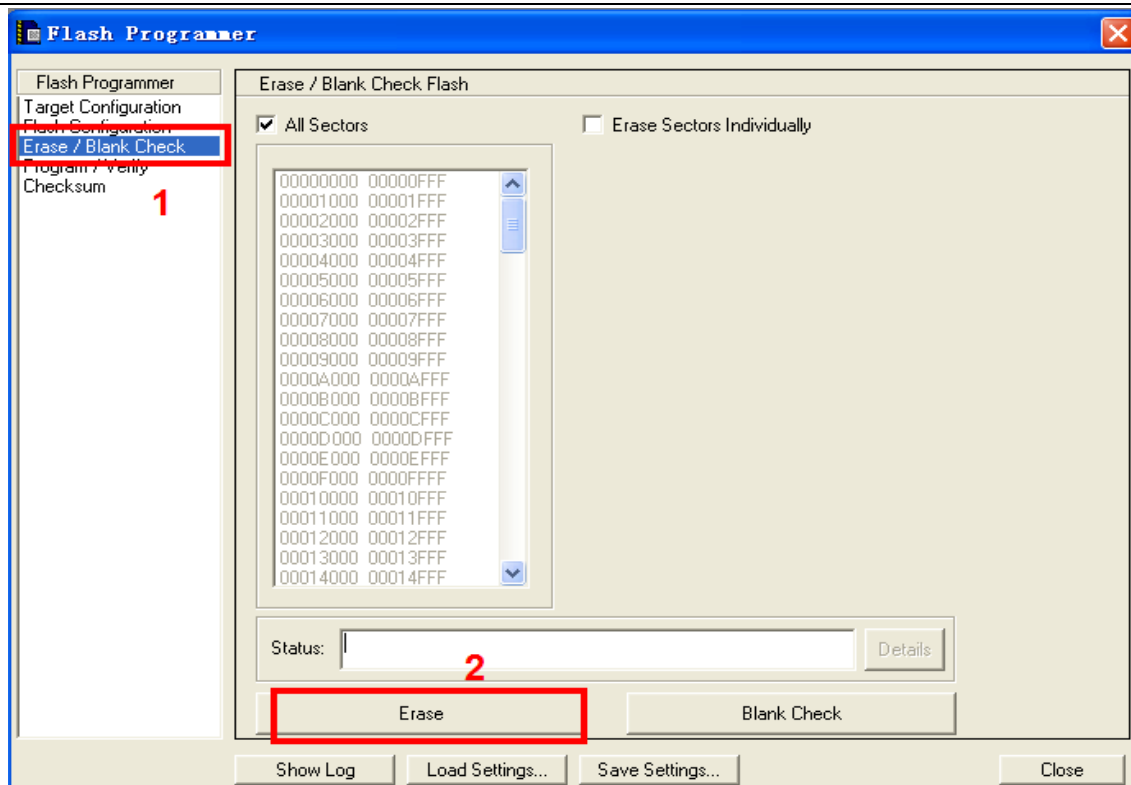 Flash Programmer
Flash Programmer
Target Configuration
Flash Configuration
Erase / Blank Check
Program / Verify
Checksum
1
Erase / Blank Check Flash
All Sectors
Erase Sectors Individually
00000000 00000FFF
00001000 00001FFF
00002000 00002FFF
00003000 00003FFF
00004000 00004FFF
00005000 00005FFF
00006000 00006FFF
00007000 00007FFF
00008000 00008FFF
00009000 00009FFF
0000A000 0000AFFF
0000B000 0000BFFF
0000C000 0000CFFF
0000D000 0000DFFF
0000E000 0000EFFF
0000F000 0000FFFF
00010000 00010FFF
00011000 00011FFF
00012000 00012FFF
00013000 00013FFF
00014000 00014FFF
Status:
Details
2
Erase
Blank Check
Show Log
Load Settings...
Save Settings...
Close